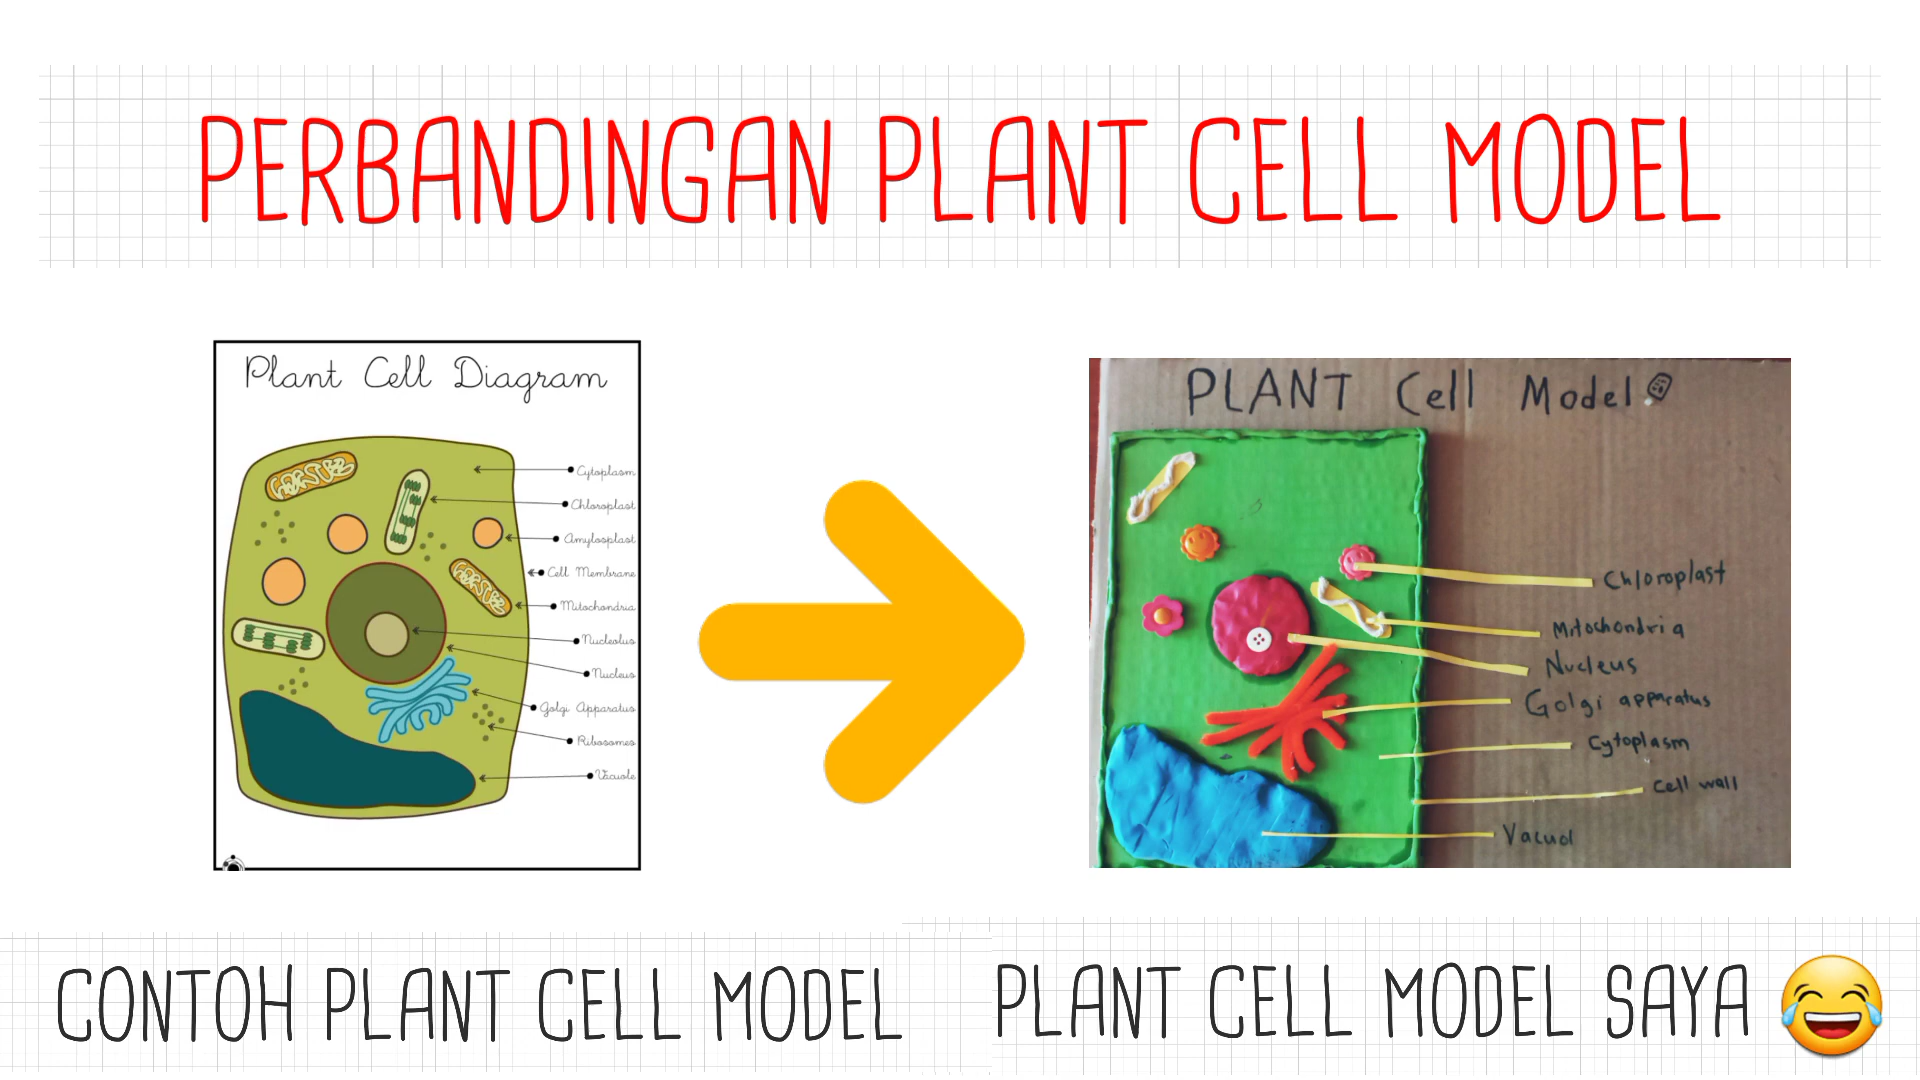 PERBANDINGAN PLANT CELL MODEL
Plant Cell Diagram
Cytoplasm
Chloroplast
Amylosplast
Cell Membrane
Mitochondria
Nucleolus
Nucleus
Golgi Apparatus
Ribosomes
Vacuole
PLANT Cell Model
Chloroplast
Mitochondria
Nucleus
Golgi apparatus
Cytoplasm
Cell wall
Vacuol
CONTOH PLANT CELL MODEL
PLANT CELL MODEL SAYA